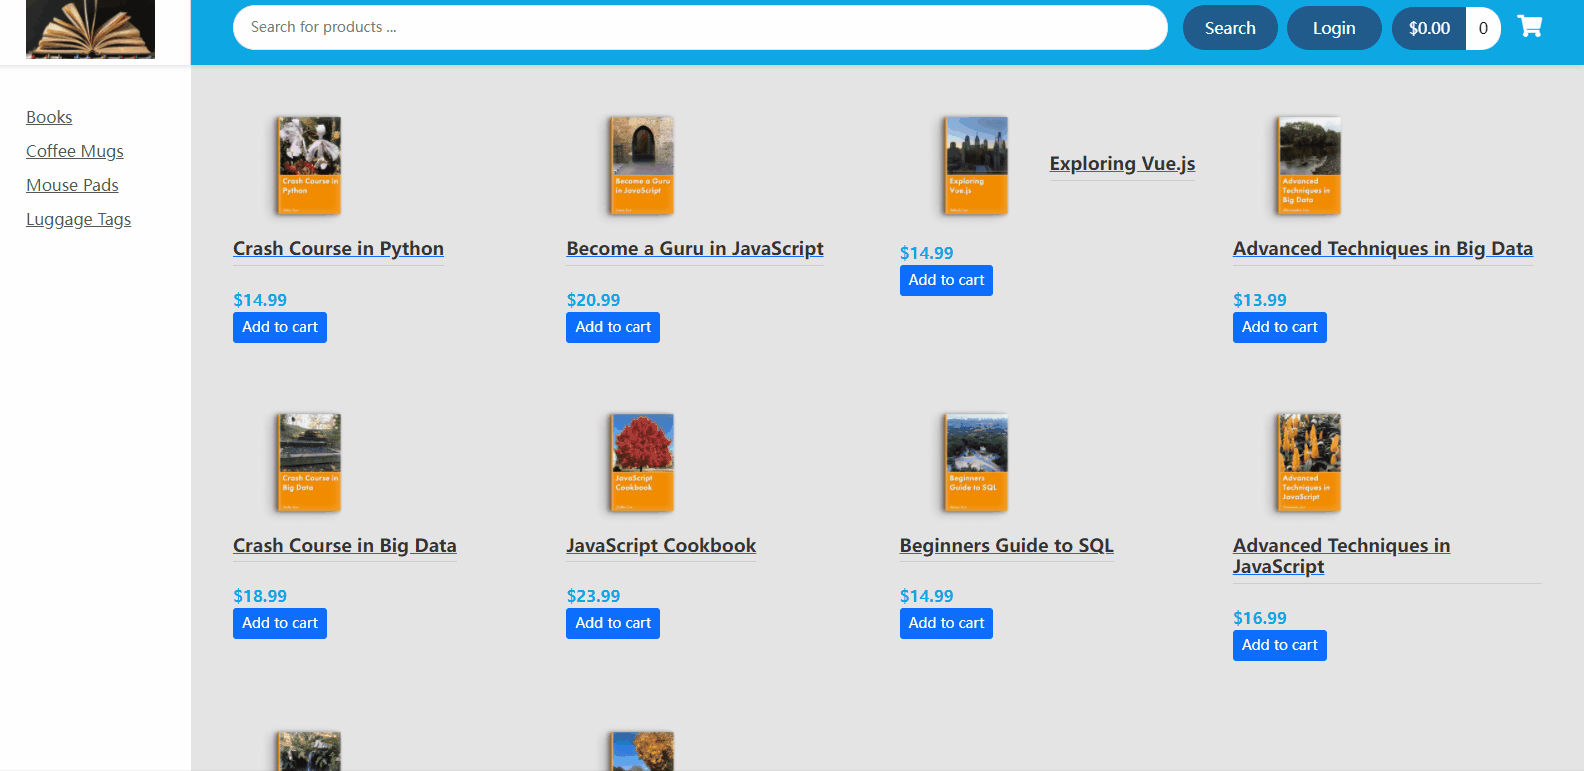 Search for products ...
Search
Login
$0.00
0
Books
Coffee Mugs
Mouse Pads
Luggage Tags
Crash Course in
Python
Become a Guru
in JavaScript
Exploring
Vue.js
Exploring Vue.js
Advanced
Techniques in
Big Data
Crash Course in Python
Become a Guru in JavaScript
$14.99
Add to cart
Advanced Techniques in Big Data
$14.99
Add to cart
$20.99
Add to cart
$13.99
Add to cart
Crash Course in
Big Data
JavaScript
Cookbook
Beginners
Guide to SQL
Advanced
Techniques in
JavaScript
Crash Course in Big Data
JavaScript Cookbook
Beginners Guide to SQL
Advanced Techniques in
JavaScript
$18.99
Add to cart
$23.99
Add to cart
$14.99
Add to cart
$16.99
Add to cart